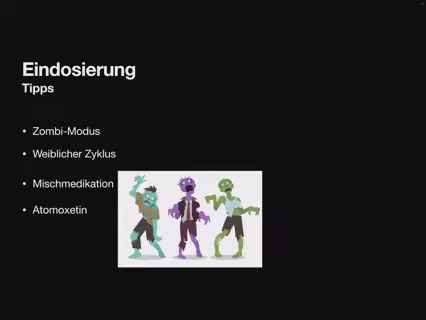 Eindosierung
Tipps
• Zombi-Modus
• Weiblicher Zyklus
• Mischmedikation
• Atomoxetin